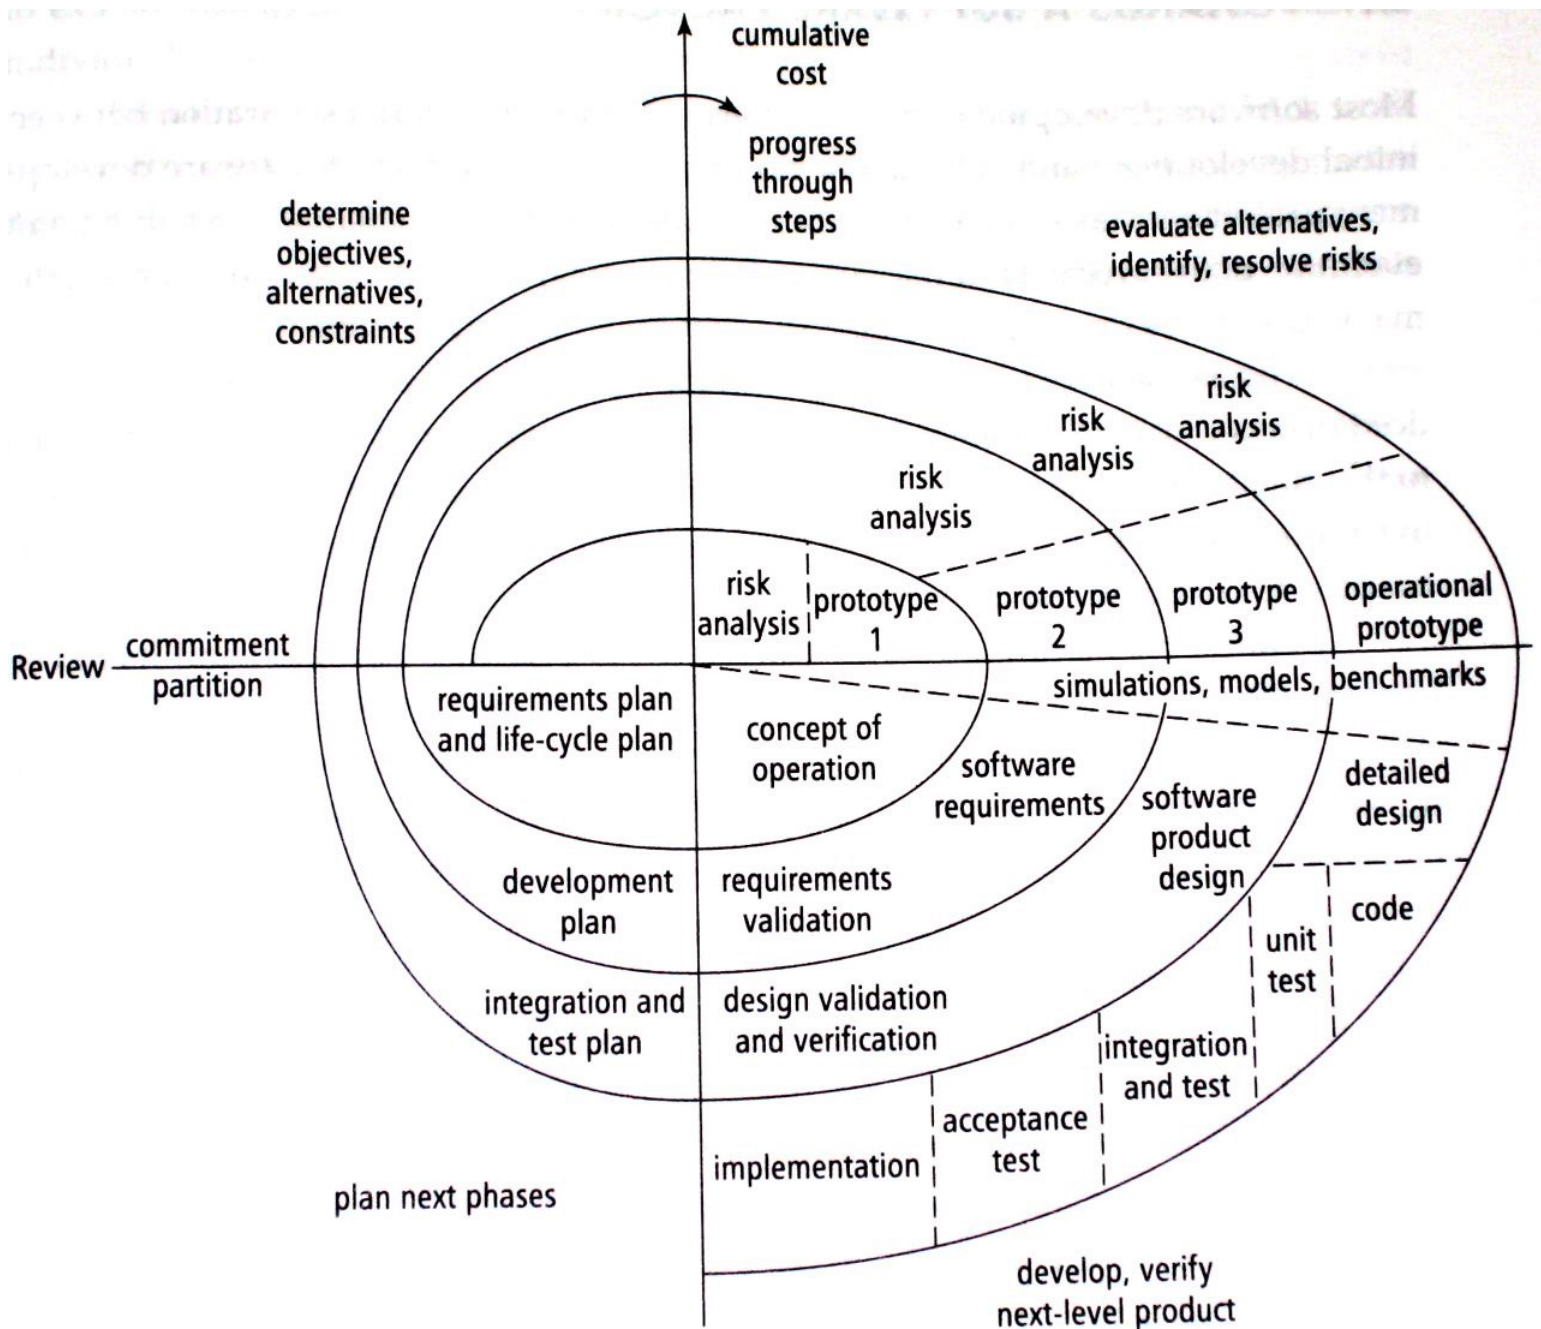 cumulative
cost
progress
through
steps
determine
objectives,
alternatives,
constraints
evaluate alternatives,
identify, resolve risks
risk
analysis
risk
analysis
risk
analysis
risk
analysis
prototype
1
prototype
2
prototype
3
operational
prototype
Review
commitment
partition
simulations, models, benchmarks
requirements plan
and life-cycle plan
concept of
operation
software
requirements
software
product
design
detailed
design
development
plan
requirements
validation
code
unit
test
integration and
test plan
design validation
and verification
integration
and test
acceptance
test
implementation
plan next phases
develop, verify
next-level product